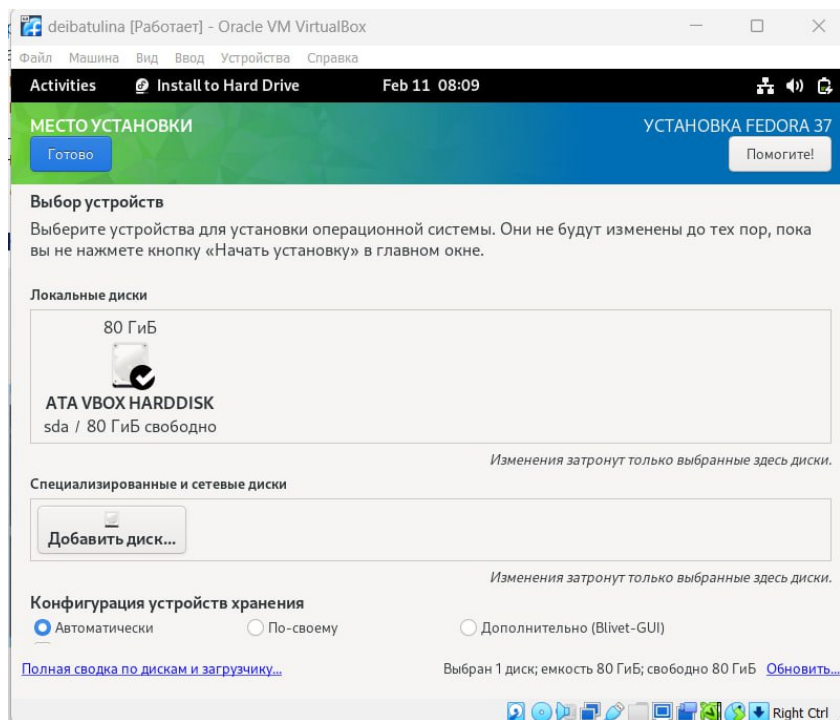 deibatulina [Работает] - Oracle VM VirtualBox
Файл Машина Вид Ввод Устройства Справка
Activities Install to Hard Drive Feb 11 08:09
МЕСТО УСТАНОВКИ УСТАНОВКА FEDORA 37
Готово Помогите!
Выбор устройств
Выберите устройства для установки операционной системы. Они не будут изменены до тех пор, пока
вы не нажмете кнопку «Начать установку» в главном окне.
Локальные диски
80 ГиБ
ATA VBOX HARDDISK
sda / 80 ГиБ свободно
Изменения затронут только выбранные здесь диски.
Специализированные и сетевые диски
Добавить диск...
Изменения затронут только выбранные здесь диски.
Конфигурация устройств хранения
Автоматически По-своему Дополнительно (Blivet-GUI)
Полная сводка по дискам и загрузчику... Выбран 1 диск; емкость 80 ГиБ; свободно 80 ГиБ Обновить...
Right Ctrl